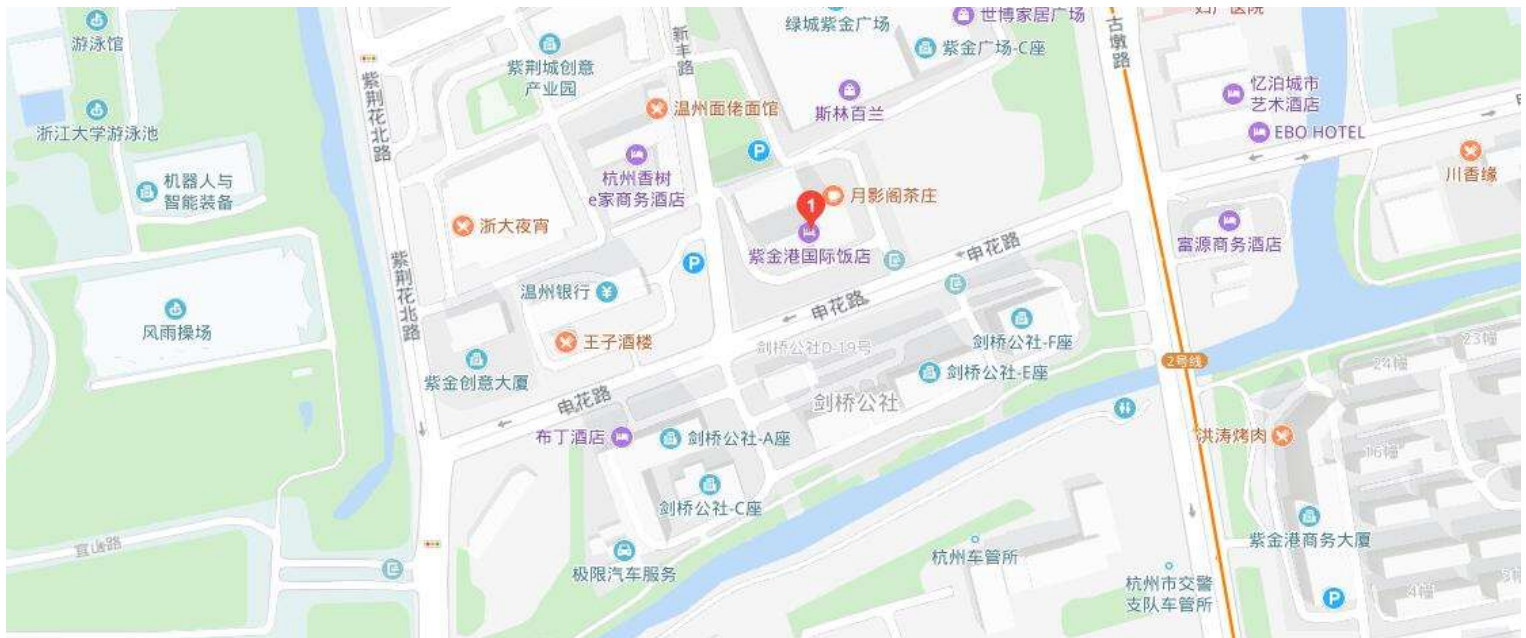 游泳馆
浙江大学游泳池
机器人与
智能装备
风雨操场
宜山路
紫荆花北路
紫荆城创意
产业园
新丰路
温州面佬面馆
杭州香树
e家商务酒店
浙大夜宵
紫荆花北路
温州银行
王子酒楼
紫金创意大厦
申花路
布丁酒店
绿城紫金广场
世博家居广场
紫金广场-C座
斯林百兰
P
月影阁茶庄
1
紫金港国际饭店
P
申花路
申花路
剑桥公社D-19号
剑桥公社-F座
剑桥公社-E座
剑桥公社
剑桥公社-A座
剑桥公社-C座
极限汽车服务
古墩路
忆泊城市
艺术酒店
EBO HOTEL
川香缘
富源商务酒店
2号线
24幢
23幢
洪涛烤肉
16幢
紫金港商务大厦
杭州车管所
杭州市交警
支队车管所
P
4幢